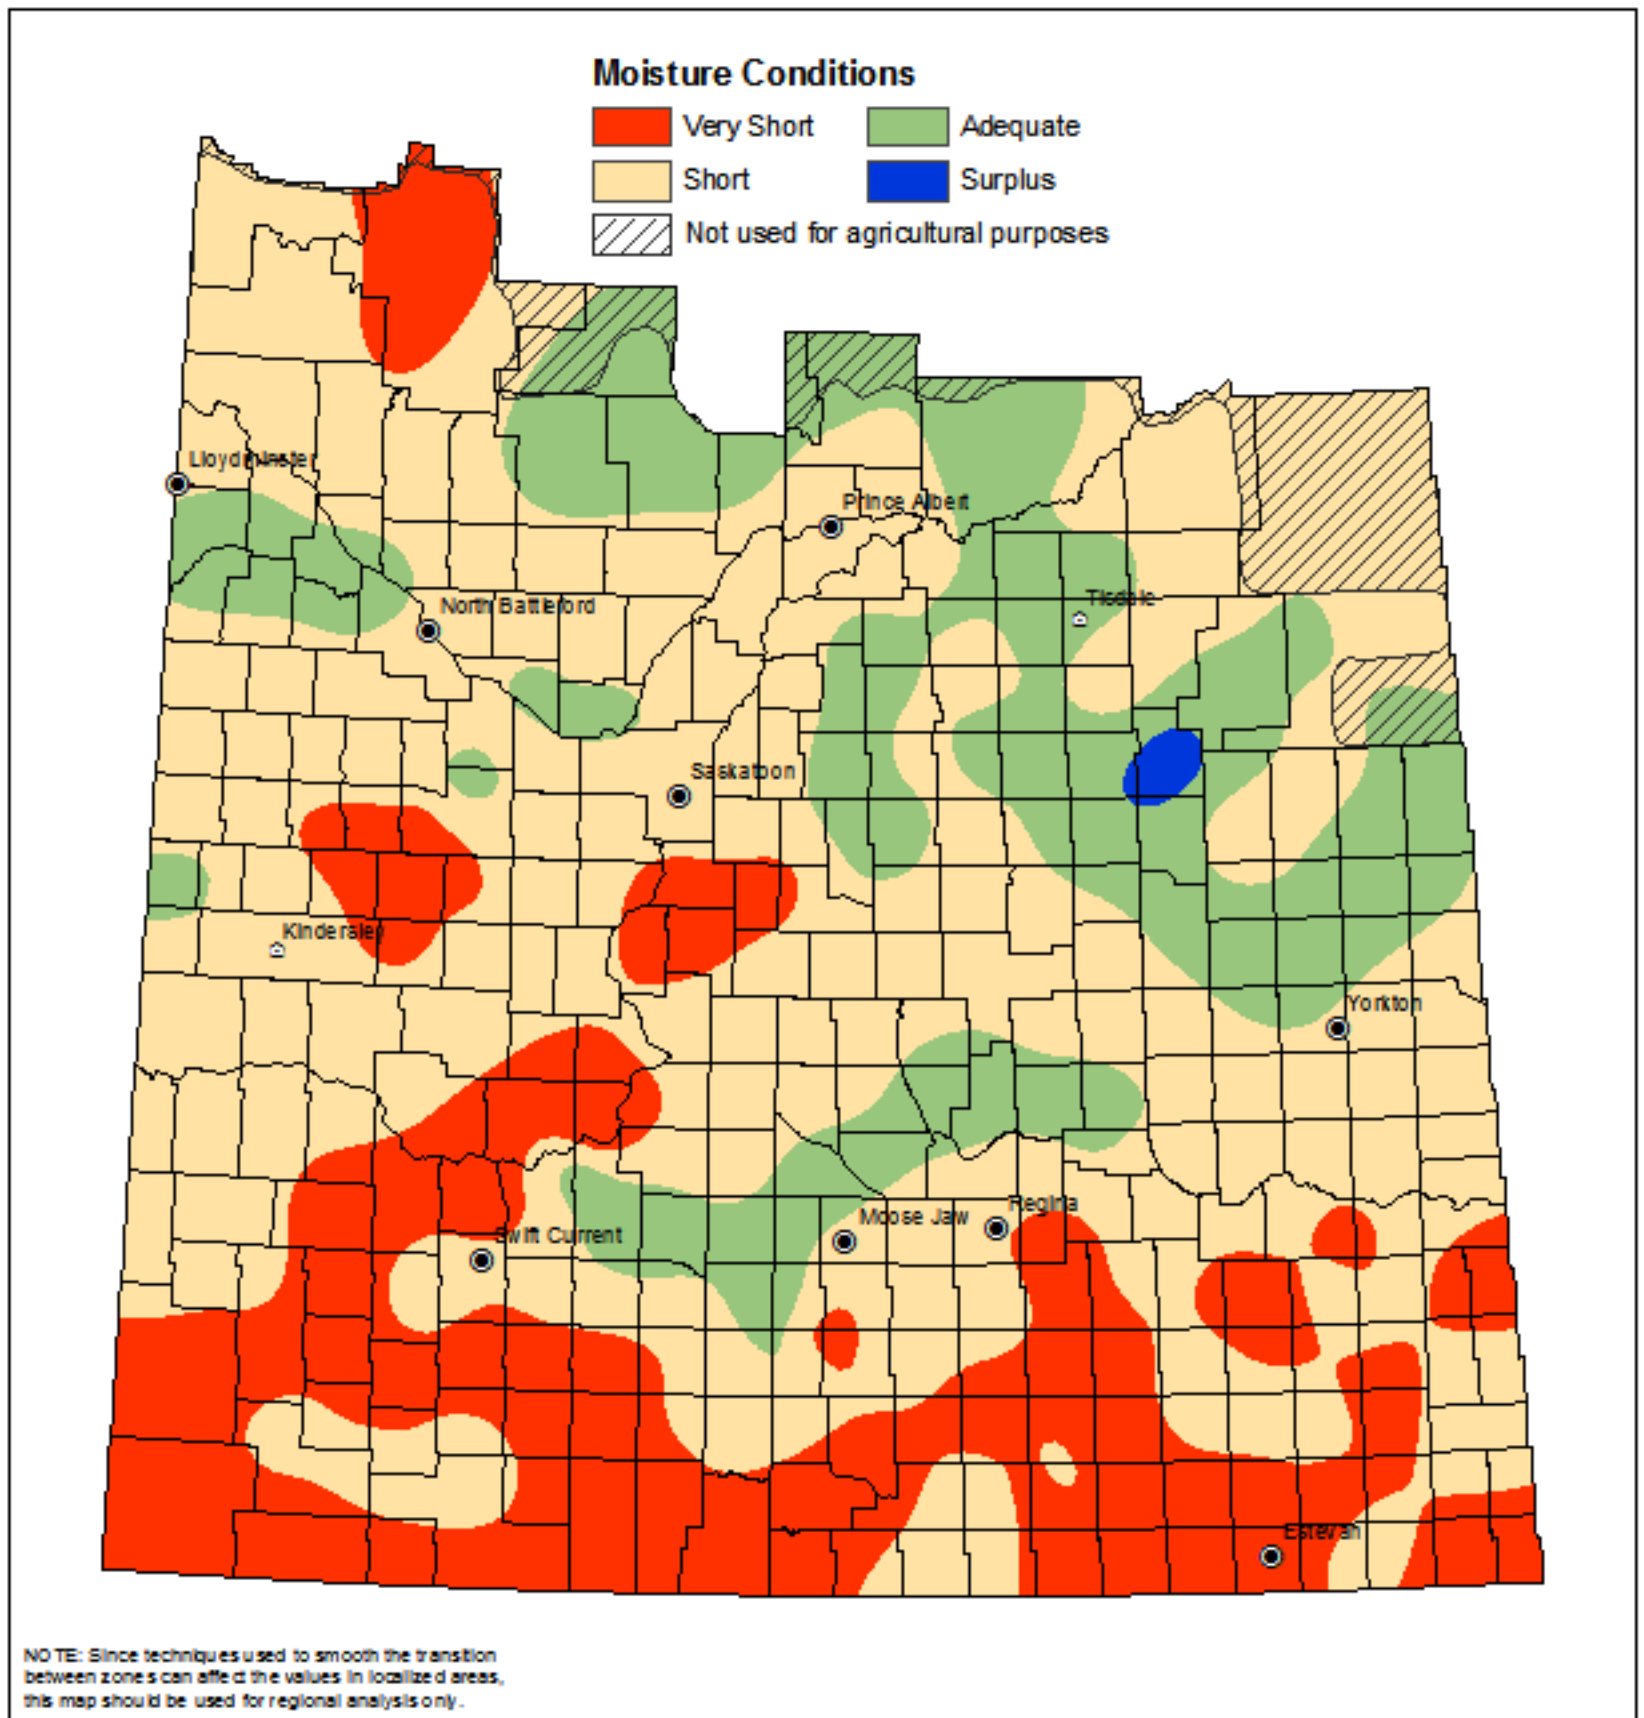 Moisture Conditions
Very Short
Adequate
Short
Surplus
Not used for agricultural purposes
Lloydminster
Prince Albert
North Battleford
Tisdale
Saskatoon
Kindersley
Yorkton
Regina
Moose Jaw
Swift Current
Estevan
NOTE: Since techniques used to smooth the transition
between zones can affect the values in localized areas,
this map should be used for regional analysis only.